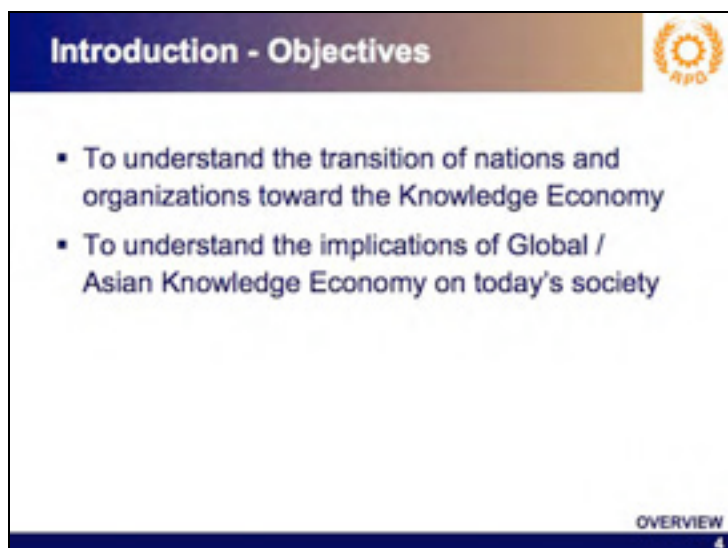 Introduction - Objectives
RPG
▪ To understand the transition of nations and
organizations toward the Knowledge Economy
▪ To understand the implications of Global /
Asian Knowledge Economy on today's society
OVERVIEW
4